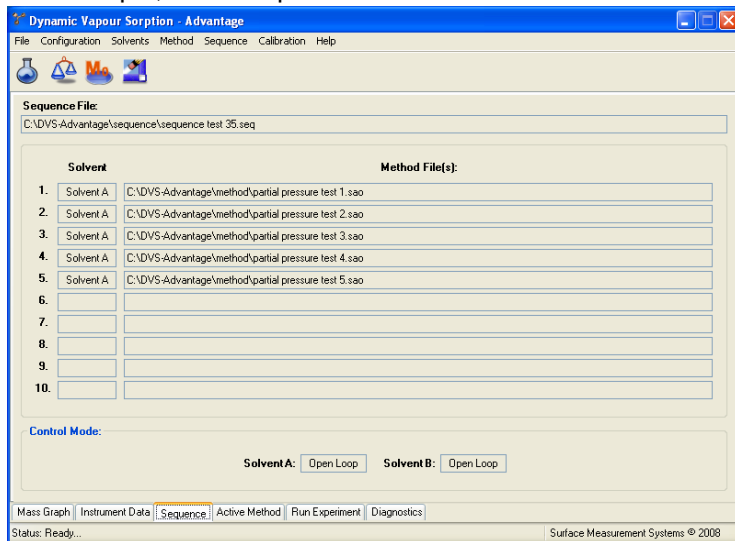 Dynamic Vapour Sorption - Advantage
File Configuration Solvents Method Sequence Calibration Help
Sequence File:
C:\DVS-Advantage\sequence\sequence test 35.seq
Solvent Method File(s):
1. Solvent A C:\DVS-Advantage\method\partial pressure test 1.sao
2. Solvent A C:\DVS-Advantage\method\partial pressure test 2.sao
3. Solvent A C:\DVS-Advantage\method\partial pressure test 3.sao
4. Solvent A C:\DVS-Advantage\method\partial pressure test 4.sao
5. Solvent A C:\DVS-Advantage\method\partial pressure test 5.sao
6.
7.
8.
9.
10.
Control Mode:
Solvent A: Open Loop Solvent B: Open Loop
Mass Graph Instrument Data Sequence Active Method Run Experiment Diagnostics
Status: Ready... Surface Measurement Systems © 2008